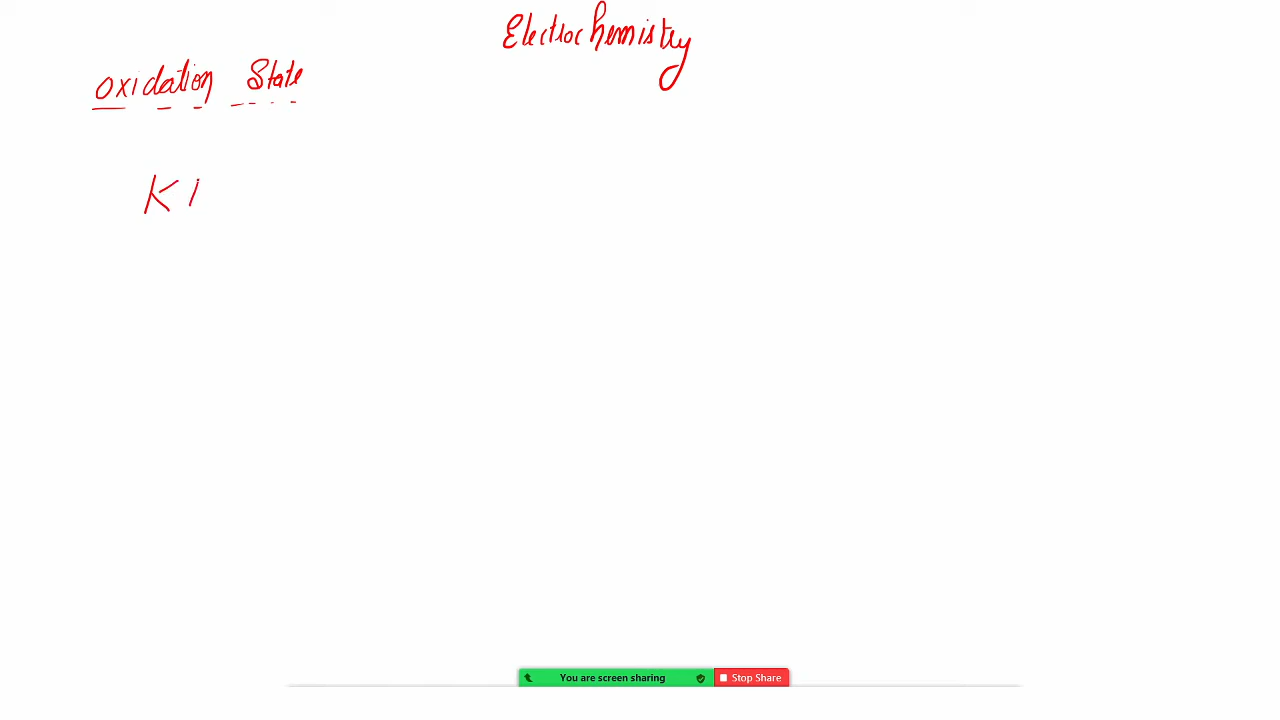 Electrochemistry
Oxidation State
K
You are screen sharing
Stop Share